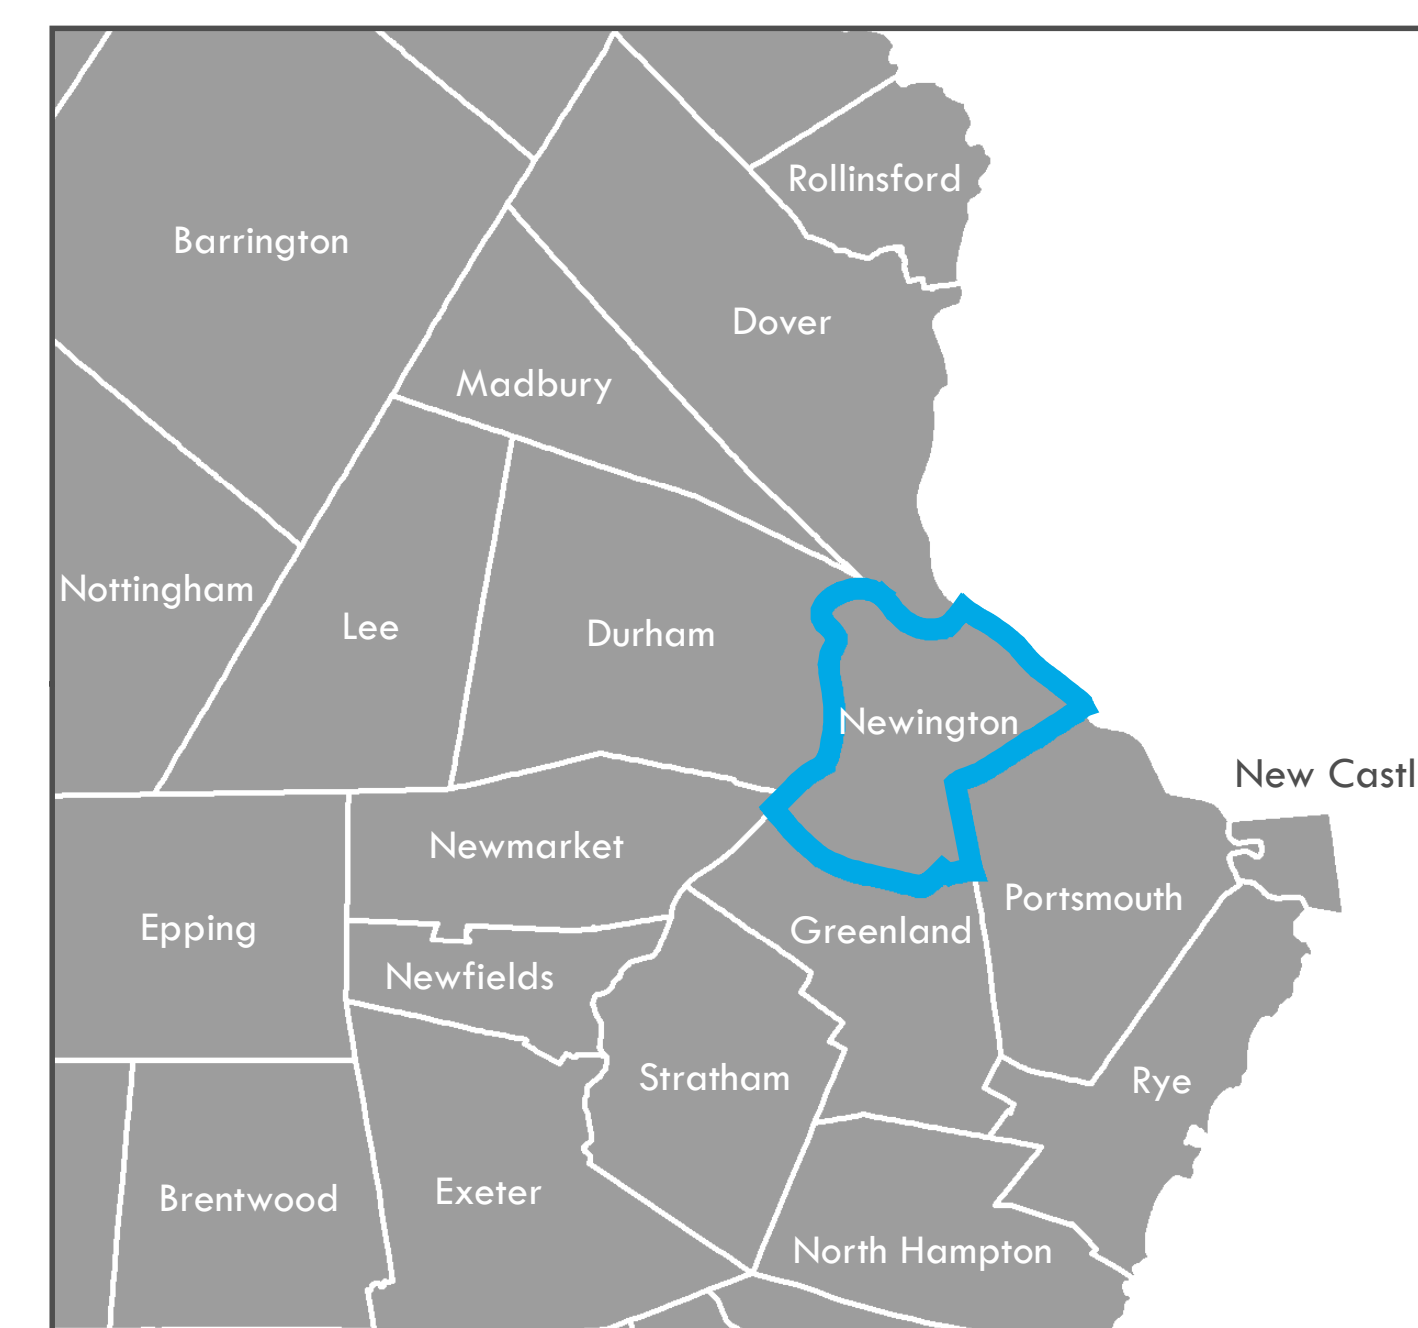 Rollinsford
Barrington
Dover
Madbury
Nottingham
Lee
Durham
Newington
New Castl
Newmarket
Portsmouth
Epping
Greenland
Newfields
Stratham
Rye
Brentwood
Exeter
North Hampton